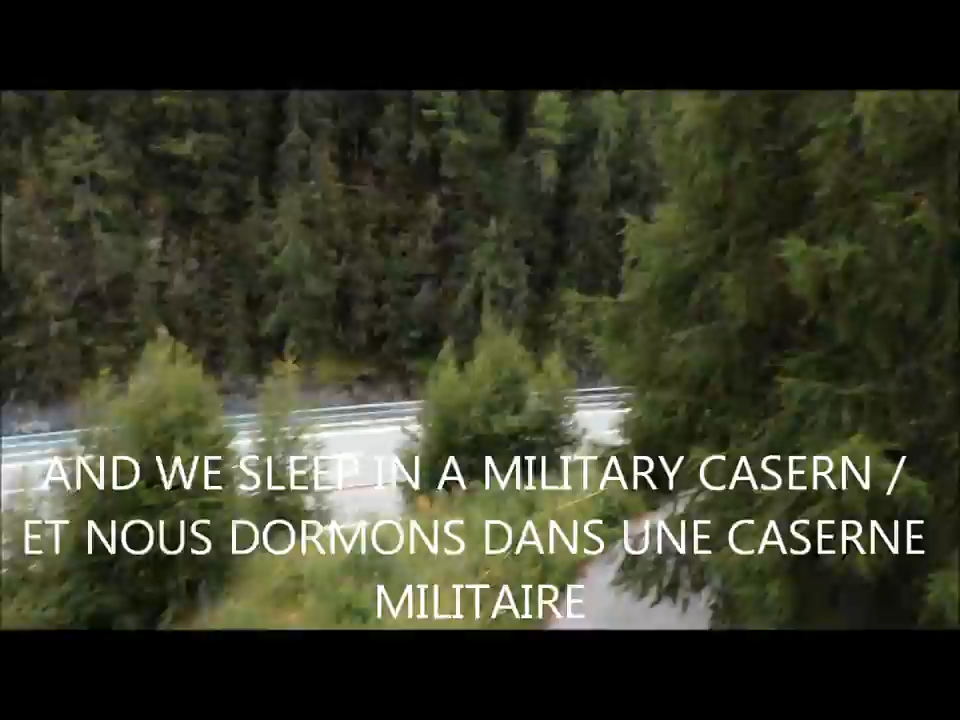 AND WE SLEEP IN A MILITARY CASERN /
ET NOUS DORMONS DANS UNE CASERNE
MILITAIRE